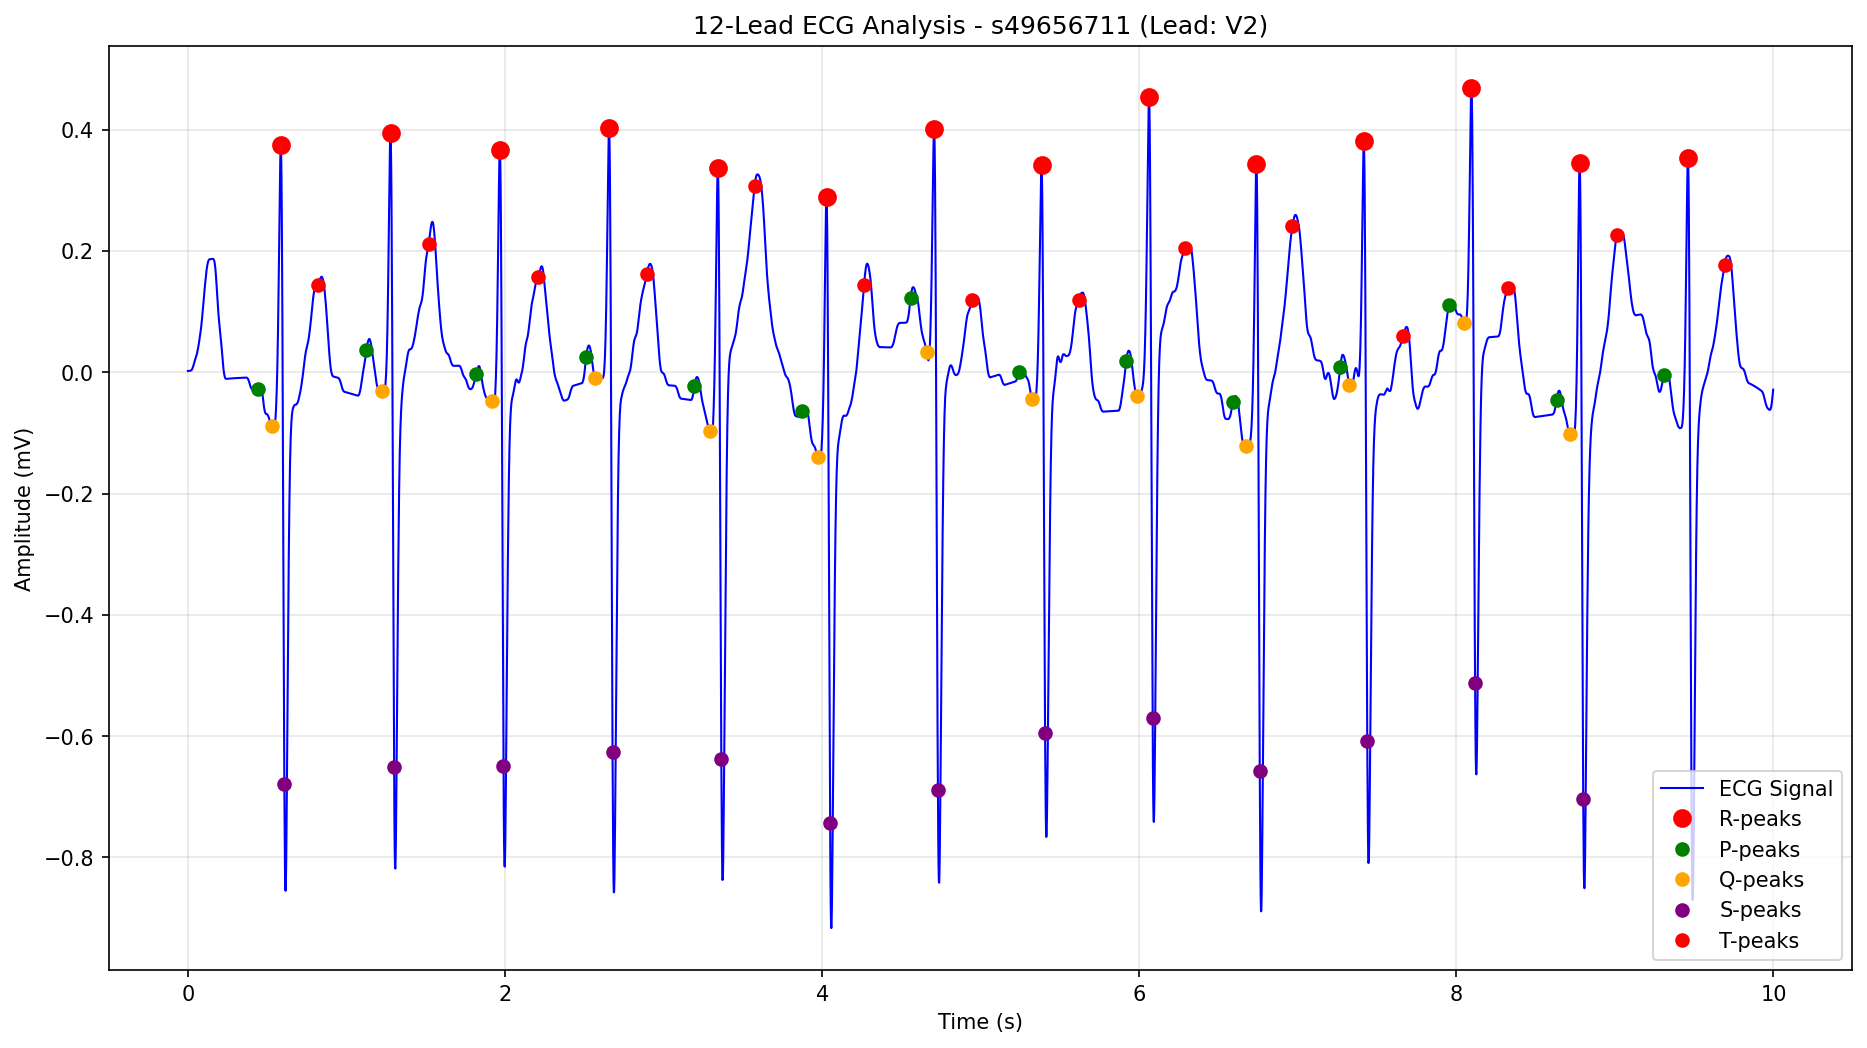 12-Lead ECG Analysis - s49656711 (Lead: V2)
Amplitude (mV)
0.4
0.2
0.0
−0.2
−0.4
−0.6
−0.8
0 2 4 6 8 10
Time (s)
ECG Signal
R-peaks
P-peaks
Q-peaks
S-peaks
T-peaks